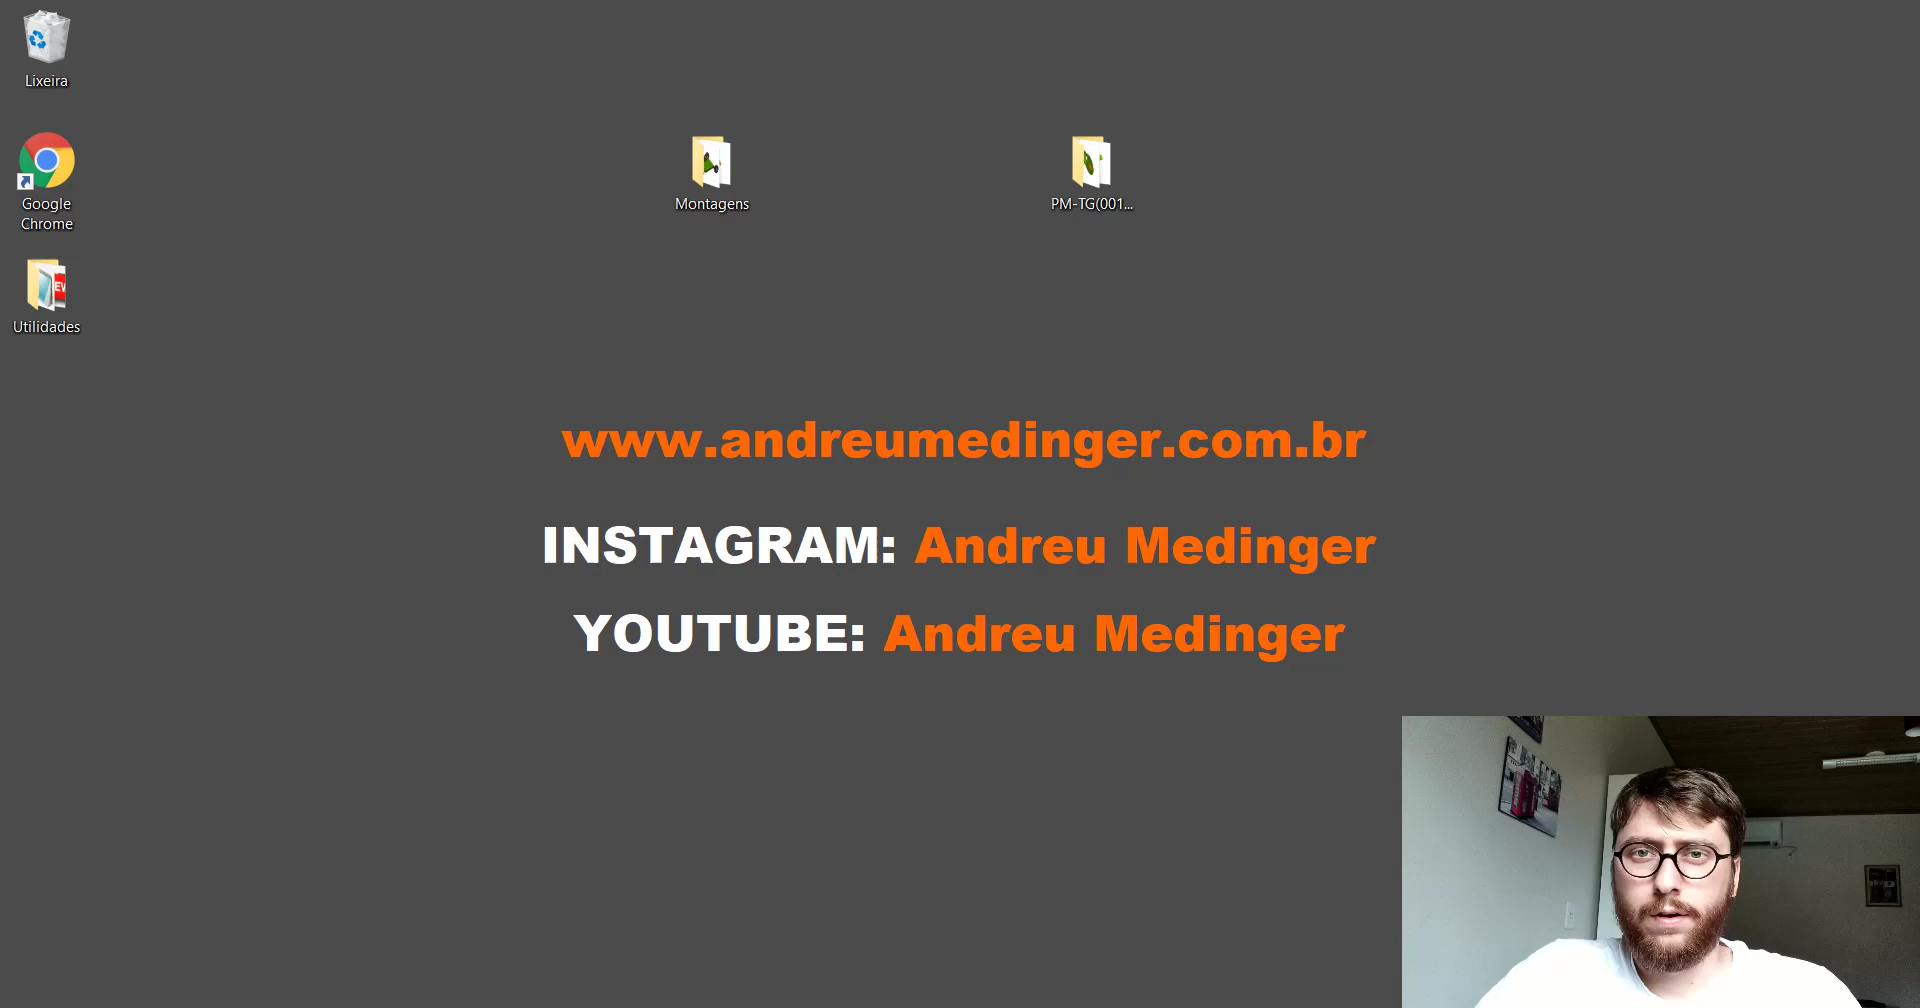 Lixeira
Google
Chrome
Utilidades
Montagens
PM-TG(001...
www.andreumedinger.com.br
INSTAGRAM: Andreu Medinger
YOUTUBE: Andreu Medinger